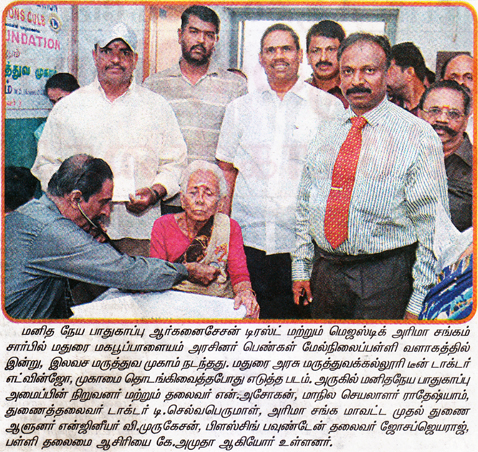 ONS CULB
UNDATION
த்துவ முகாம்
மனித நேய பாதுகாப்பு ஆர்கனைசேசன் டிரஸ்ட் மற்றும் மெஜஸ்டிக் அரிமா சங்கம்
சார்பில் மதுரை மகபூப்பாளையம் அரசினர் பெண்கள் மேல்நிலைப்பள்ளி வளாகத்தில்
இன்று, இலவச மருத்துவ முகாம் நடந்தது. மதுரை அரசு மருத்துவக்கல்லூரி டீன் டாக்டர்
எட்வின்ஜோ, முகாமை தொடங்கிவைத்தபோது எடுத்த படம். அருகில் மனிதநேய பாதுகாப்பு
அமைப்பின் நிறுவனர் மற்றும் தலைவர் என்.அசோகன், மாநில செயலாளர் ராதேஷ்யாம்,
துணைத்தலைவர் டாக்டர் டி.செல்வபெருமாள், அரிமா சங்க மாவட்ட முதல் துணை
ஆளுனர் என்ஜினீயர் வி.முருகேசன், பிளஸ்சிங் பவுண்டேன் தலைவர் ஜோசப்ஜெயராஜ்,
பள்ளி தலைமை ஆசிரியை கே.அமுதா ஆகியோர் உள்ளனர்.